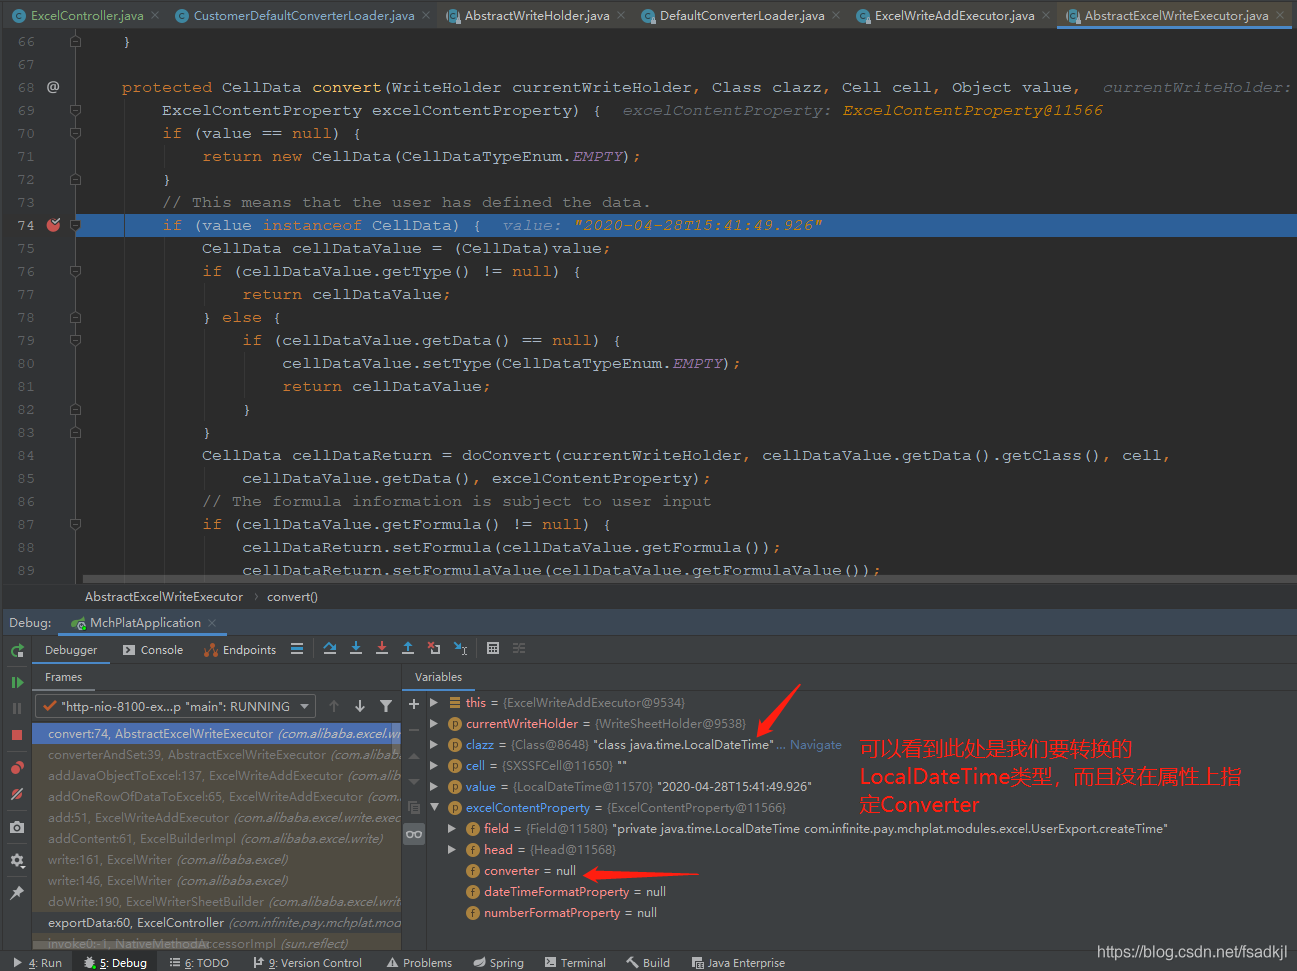 ExcelController.java × CustomerDefaultConverterLoader.java × AbstractWriteHolder.java × DefaultConverterLoader.java × ExcelWriteAddExecutor.java × AbstractExcelWriteExecutor.java ×
66 }
67
68 @ protected CellData convert(WriteHolder currentWriteHolder, Class clazz, Cell cell, Object value, currentWriteHolder:
69 ExcelContentProperty excelContentProperty) { excelContentProperty: ExcelContentProperty@11566
70 if (value == null) {
71 return new CellData(CellDataTypeEnum.EMPTY);
72 }
73 // This means that the user has defined the data.
74 if (value instanceof CellData) { value: "2020-04-28T15:41:49.926"
75 CellData cellDataValue = (CellData)value;
76 if (cellDataValue.getType() != null) {
77 return cellDataValue;
78 } else {
79 if (cellDataValue.getData() == null) {
80 cellDataValue.setType(CellDataTypeEnum.EMPTY);
81 return cellDataValue;
82 }
83 }
84 CellData cellDataReturn = doConvert(currentWriteHolder, cellDataValue.getData().getClass(), cell,
85 cellDataValue.getData(), excelContentProperty);
86 // The formula information is subject to user input
87 if (cellDataValue.getFormula() != null) {
88 cellDataReturn.setFormula(cellDataValue.getFormula());
89 cellDataReturn.setFormulaValue(cellDataValue.getFormulaValue());
AbstractExcelWriteExecutor › convert()
Debug: MchPlatApplication ×
Debugger Console Endpoints
Frames
Variables
"http-nio-8100-ex...p "main": RUNNING
convert:74, AbstractExcelWriteExecutor (com.alibaba.excel.wr
converterAndSet:39, AbstractExcelWriteExecutor (com.alibaba
addJavaObjectToExcel:137, ExcelWriteAddExecutor (com.alib
addOneRowOfDataToExcel:65, ExcelWriteAddExecutor (com.
add:51, ExcelWriteAddExecutor (com.alibaba.excel.write.exec
addContent:61, ExcelBuilderImpl (com.alibaba.excel.write)
write:161, ExcelWriter (com.alibaba.excel)
write:146, ExcelWriter (com.alibaba.excel)
doWrite:190, ExcelWriterSheetBuilder (com.alibaba.excel.writ
exportData:60, ExcelController (com.infinite.pay.mchplat.mod
invoke0:-1, NativeMethodAccessorImpl (sun.reflect)
this = {ExcelWriteAddExecutor@9534}
currentWriteHolder = {WriteSheetHolder@9538}
clazz = {Class@8648} "class java.time.LocalDateTime"... Navigate
cell = {SXSSFCell@11650} ""
value = {LocalDateTime@11570} "2020-04-28T15:41:49.926"
excelContentProperty = {ExcelContentProperty@11566}
field = {Field@11580} "private java.time.LocalDateTime com.infinite.pay.mchplat.modules.excel.UserExport.createTime"
head = {Head@11568}
converter = null
dateTimeFormatProperty = null
numberFormatProperty = null
可以看到此处是我们要转换的
LocalDateTime类型，而且没在属性上指
定Converter
4: Run 5: Debug 6: TODO 9: Version Control Problems Spring Terminal Build Java Enterprise
https://blog.csdn.net/fsadkjl